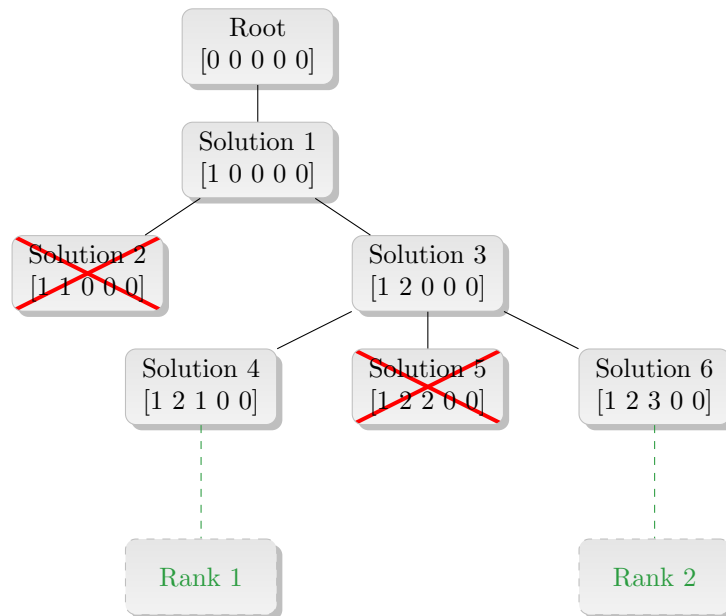 Root
[0 0 0 0 0]
Solution 1
[1 0 0 0 0]
Solution 2
[1 1 0 0 0]
Solution 3
[1 2 0 0 0]
Solution 4
[1 2 1 0 0]
Solution 5
[1 2 2 0 0]
Solution 6
[1 2 3 0 0]
Rank 1
Rank 2